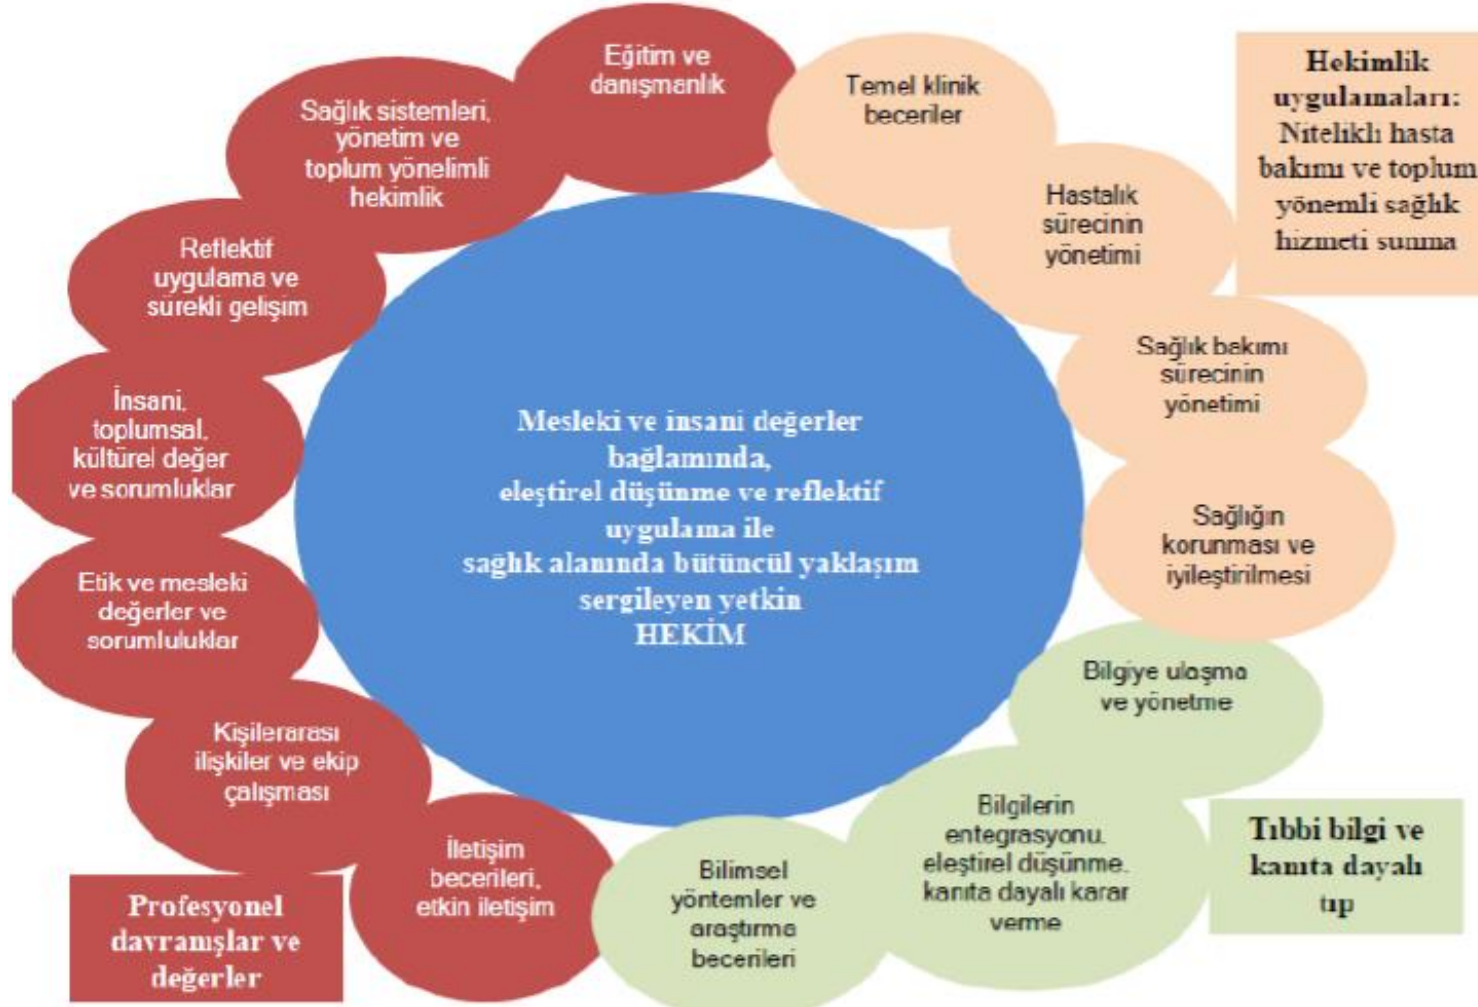 Eğitim ve
danışmanlık
Temel klinik
beceriler
Hekimlik
uygulamaları:
Nitelikli hasta
bakımı ve toplum
yönemli sağlık
hizmeti sunma
Sağlık sistemleri,
yönetim ve
toplum yönelimli
hekimlik
Hastalık
sürecinin
yönetimi
Reflektif
uygulama ve
sürekli gelişim
Sağlık bakımı
sürecinin
yönetimi
İnsani,
toplumsal,
kültürel değer
ve sorumluklar
Mesleki ve insani değerler
bağlamında,
eleştirel düşünme ve reflektif
uygulama ile
sağlık alanında bütüncül yaklaşım
sergileyen yetkin
HEKİM
Sağlığın
korunması ve
iyileştirilmesi
Etik ve mesleki
değerler ve
sorumluluklar
Bilgiye ulaşma
ve yönetme
Kişilerarası
ilişkiler ve ekip
çalışması
Bilgilerin
entegrasyonu.
eleştirel düşünme.
kanıta dayalı karar
verme
Tıbbi bilgi ve
kanıta dayalı
tıp
İletişim
becerileri,
etkin iletişim
Bilimsel
yöntemler ve
araştırma
becerileri
Profesyonel
davranışlar ve
değerler